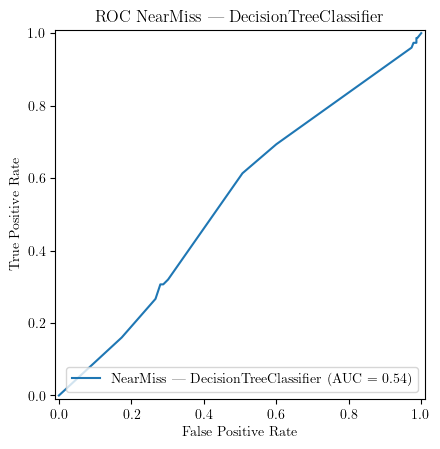 ROC NearMiss — DecisionTreeClassifier
1.0
0.8
0.6
0.4
0.2
0.0
True Positive Rate
NearMiss — DecisionTreeClassifier (AUC = 0.54)
0.0 0.2 0.4 0.6 0.8 1.0
False Positive Rate